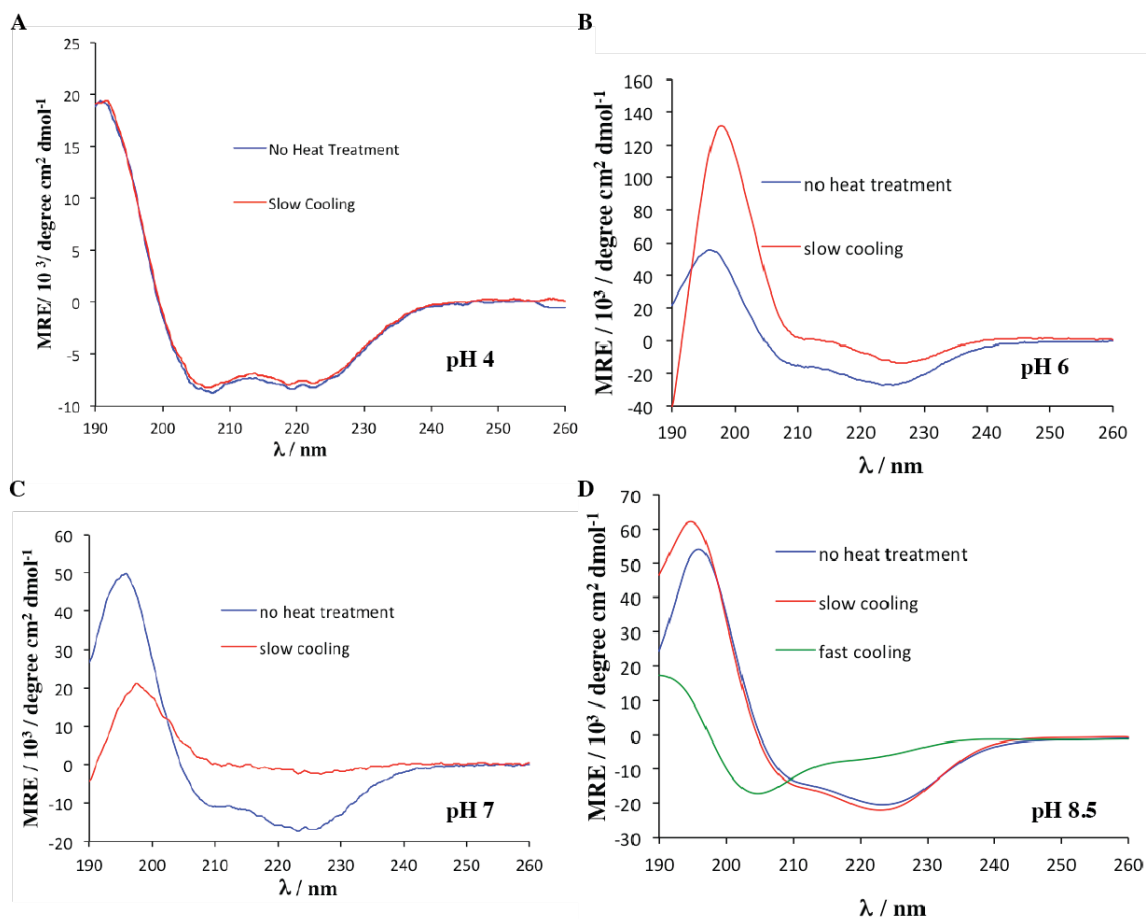 A
MRE/ 10 ³/ degree cm² dmol⁻¹
25
20
15
10
5
0
-5
-10
No Heat Treatment
Slow Cooling
pH 4
190 200 210 220 230 240 250 260
λ / nm
B
MRE / 10³ / degree cm² dmol⁻¹
160
140
120
100
80
60
40
20
0
-20
-40
no heat treatment
slow cooling
pH 6
190 200 210 220 230 240 250 260
λ / nm
C
MRE / 10³ / degree cm² dmol⁻¹
60
50
40
30
20
10
0
-10
-20
no heat treatment
slow cooling
pH 7
190 200 210 220 230 240 250 260
λ / nm
D
MRE / 10³ / degree cm² dmol⁻¹
70
60
50
40
30
20
10
0
-10
-20
-30
no heat treatment
slow cooling
fast cooling
pH 8.5
190 200 210 220 230 240 250 260
λ / nm